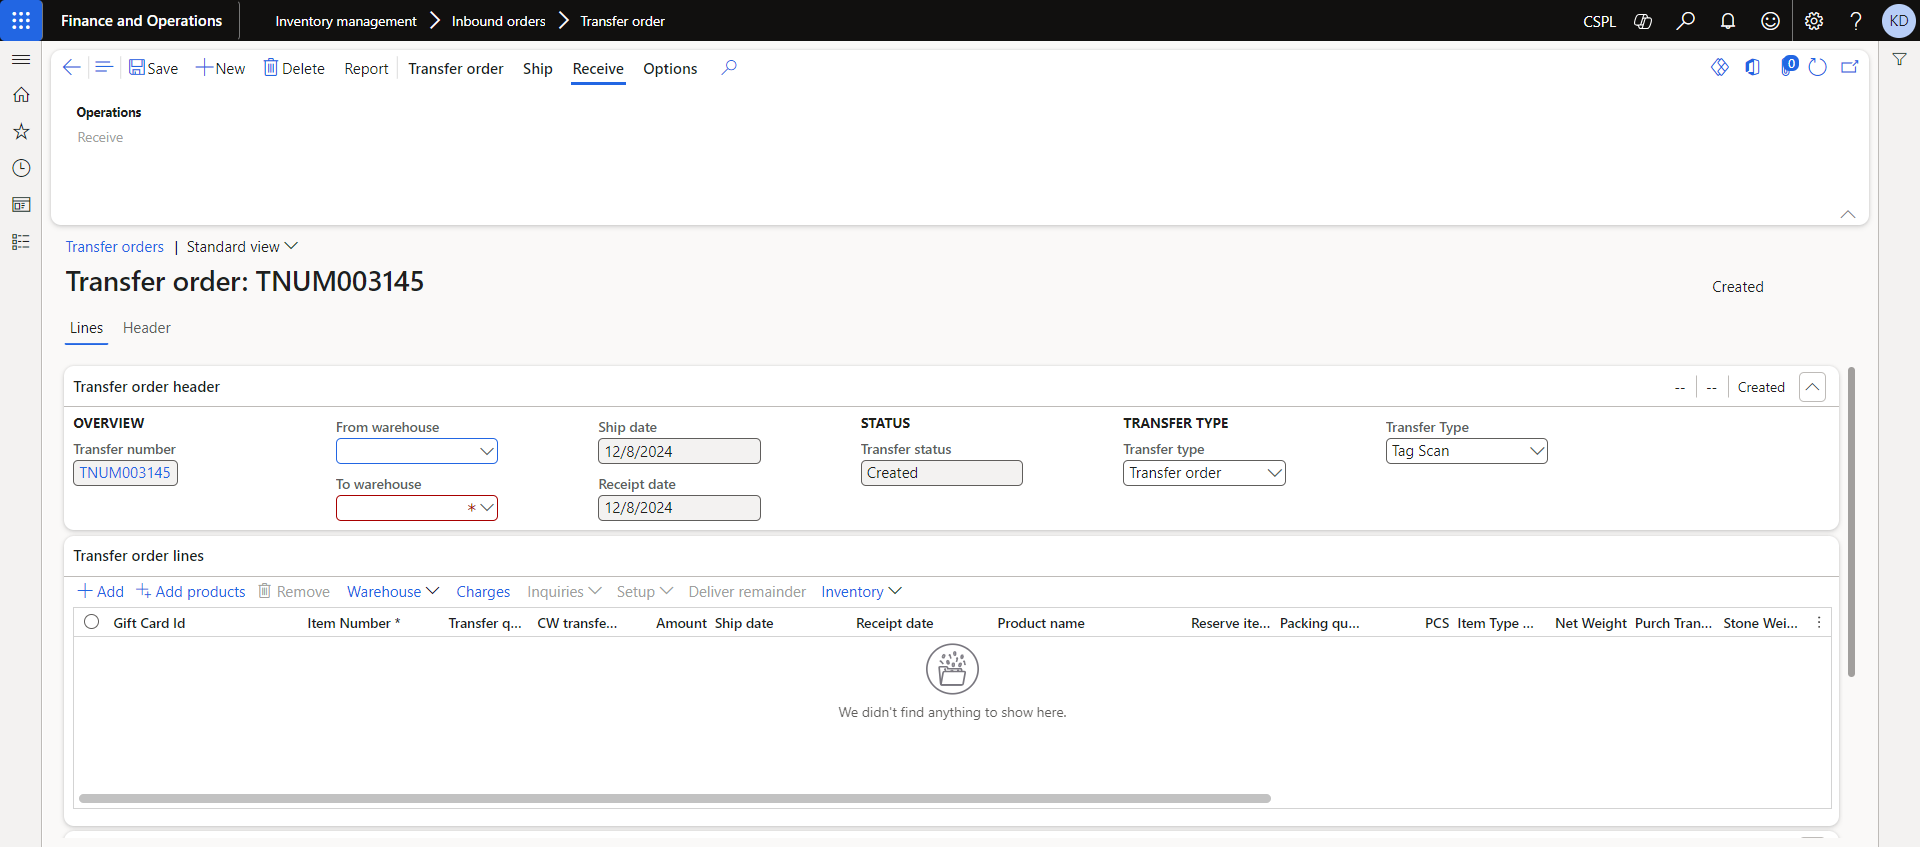 Finance and Operations
Inventory management > Inbound orders > Transfer order
CSPL
KD
Save
New
Delete
Report
Transfer order
Ship
Receive
Options
0
Operations
Receive
Transfer orders | Standard view
Transfer order: TNUM003145
Created
Lines
Header
Transfer order header
-- | -- | Created
OVERVIEW
Transfer number
TNUM003145
From warehouse
To warehouse
*
Ship date
12/8/2024
Receipt date
12/8/2024
STATUS
Transfer status
Created
TRANSFER TYPE
Transfer type
Transfer order
Transfer Type
Tag Scan
Transfer order lines
Add
Add products
Remove
Warehouse
Charges
Inquiries
Setup
Deliver remainder
Inventory
Gift Card Id
Item Number *
Transfer q...
CW transfe...
Amount
Ship date
Receipt date
Product name
Reserve ite...
Packing qu...
PCS
Item Type ...
Net Weight
Purch Tran...
Stone Wei...
We didn't find anything to show here.